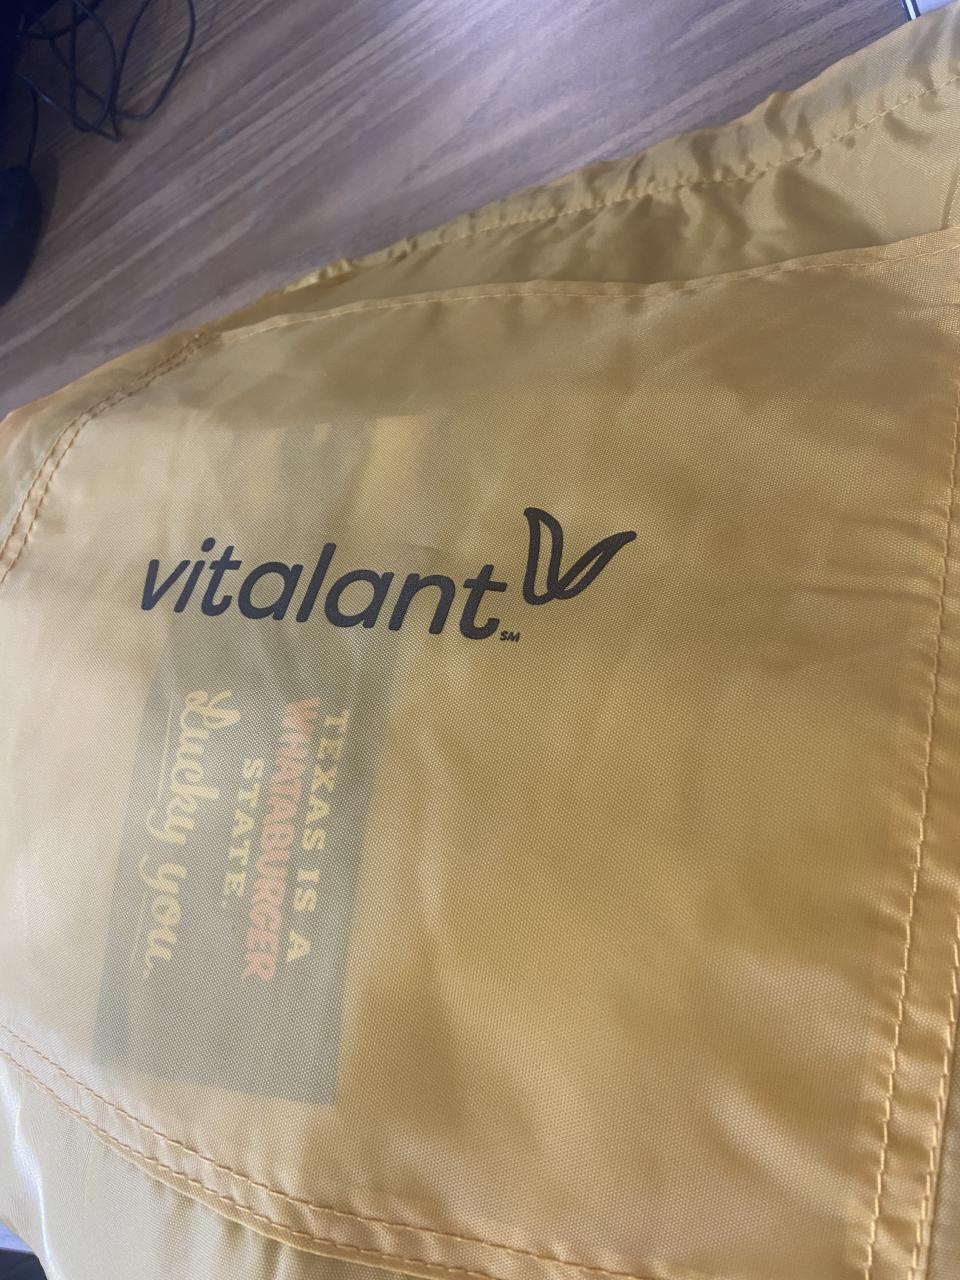 vitalant
SM
TEXAS IS A
WHATABURGER
STATE.
Lucky you.